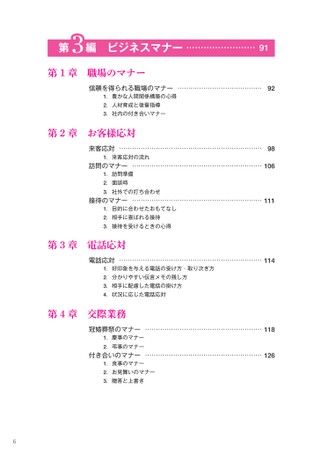 第3編 ビジネスマナー ························ 91
第1章 職場のマナー
信頼を得られる職場のマナー ································ 92
1. 豊かな人間関係構築の心得
2. 人材育成と後輩指導
3. 社内の付き合いマナー
第2章 お客様応対
来客応対 ································ 98
1. 来客応対の流れ
訪問のマナー ································ 106
1. 訪問準備
2. 面談時
3. 社外での打ち合わせ
接待のマナー ································ 111
1. 目的に合わせたおもてなし
2. 相手に喜ばれる接待
3. 接待を受けるときの心得
第3章 電話応対
電話応対 ································ 114
1. 好印象を与える電話の受け方・取り次ぎ方
2. 分かりやすい伝言メモの残し方
3. 相手に配慮した電話の掛け方
4. 状況に応じた電話応対
第4章 交際業務
冠婚葬祭のマナー ································ 118
1. 慶事のマナー
2. 弔事のマナー
付き合いのマナー ································ 126
1. 食事のマナー
2. お見舞いのマナー
3. 贈答と上書き
6